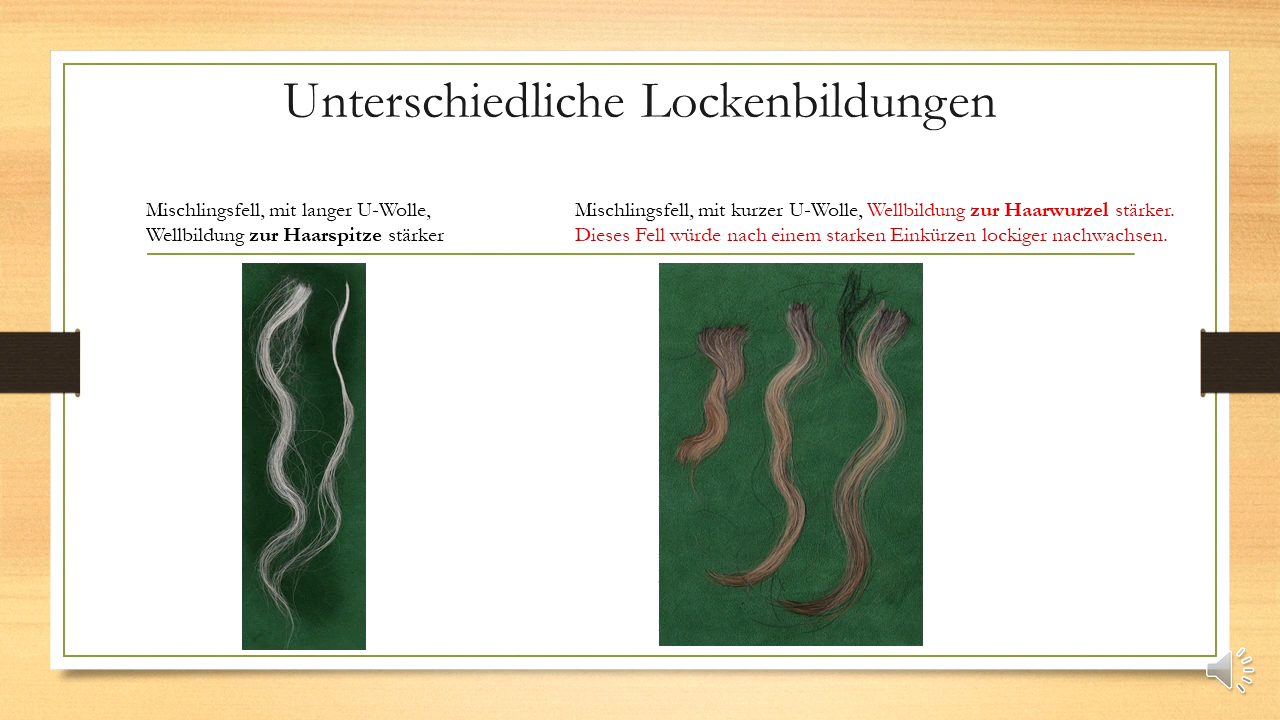 Unterschiedliche Lockenbildungen
Mischlingsfell, mit langer U-Wolle,
Wellbildung zur Haarspitze stärker
Mischlingsfell, mit kurzer U-Wolle, Wellbildung zur Haarwurzel stärker.
Dieses Fell würde nach einem starken Einkürzen lockiger nachwachsen.